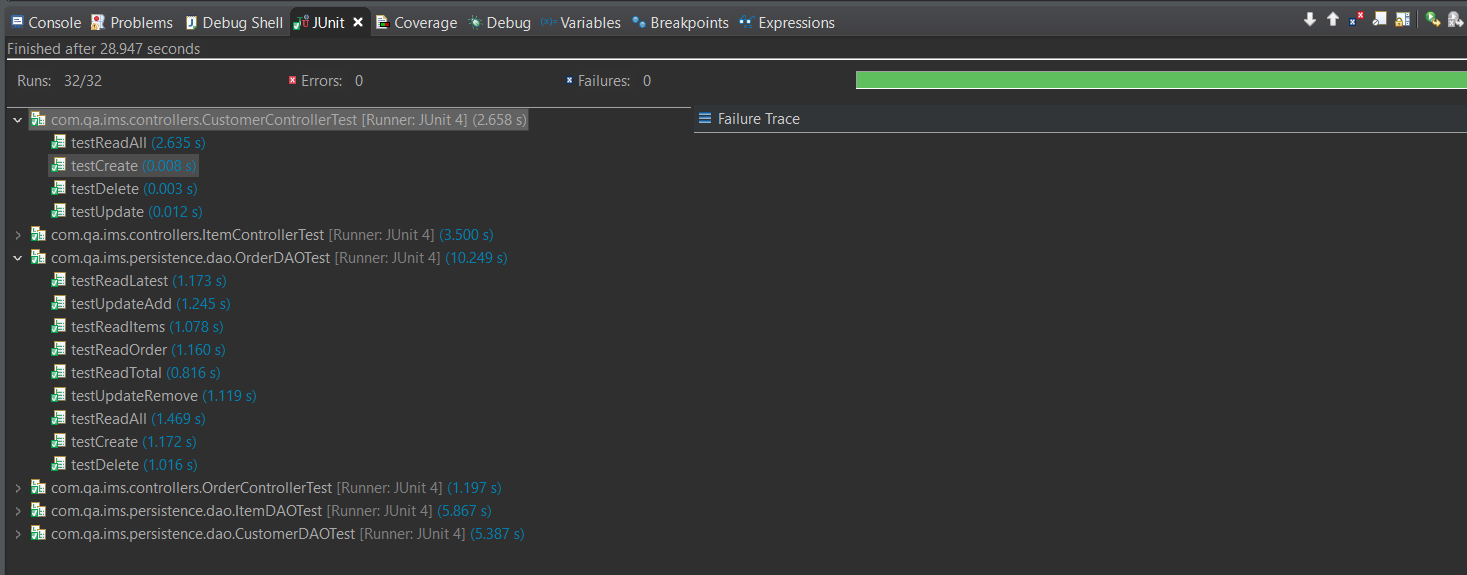 Console Problems Debug Shell JUnit Coverage Debug Variables Breakpoints Expressions
Finished after 28.947 seconds
Runs: 32/32 Errors: 0 Failures: 0
com.qa.ims.controllers.CustomerControllerTest [Runner: JUnit 4] (2.658 s)
Failure Trace
testReadAll (2.635 s)
testCreate (0.008 s)
testDelete (0.003 s)
testUpdate (0.012 s)
com.qa.ims.controllers.ItemControllerTest [Runner: JUnit 4] (3.500 s)
com.qa.ims.persistence.dao.OrderDAOTest [Runner: JUnit 4] (10.249 s)
testReadLatest (1.173 s)
testUpdateAdd (1.245 s)
testReadItems (1.078 s)
testReadOrder (1.160 s)
testReadTotal (0.816 s)
testUpdateRemove (1.119 s)
testReadAll (1.469 s)
testCreate (1.172 s)
testDelete (1.016 s)
com.qa.ims.controllers.OrderControllerTest [Runner: JUnit 4] (1.197 s)
com.qa.ims.persistence.dao.ItemDAOTest [Runner: JUnit 4] (5.867 s)
com.qa.ims.persistence.dao.CustomerDAOTest [Runner: JUnit 4] (5.387 s)